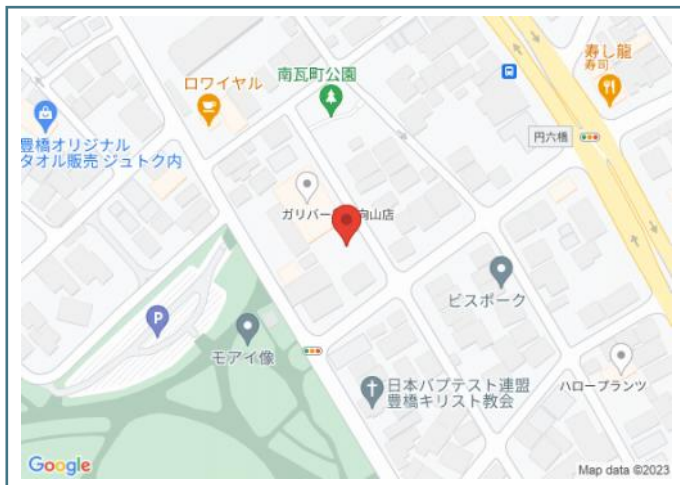 寿し龍
寿司
南瓦町公園
ロワイヤル
円六橋
豊橋オリジナル
タオル販売 ジュトク内
ガリバー
向山店
ビスポーク
P
モアイ像
日本バプテスト連盟
豊橋キリスト教会
ハロープランツ
Google
Map data ©2023